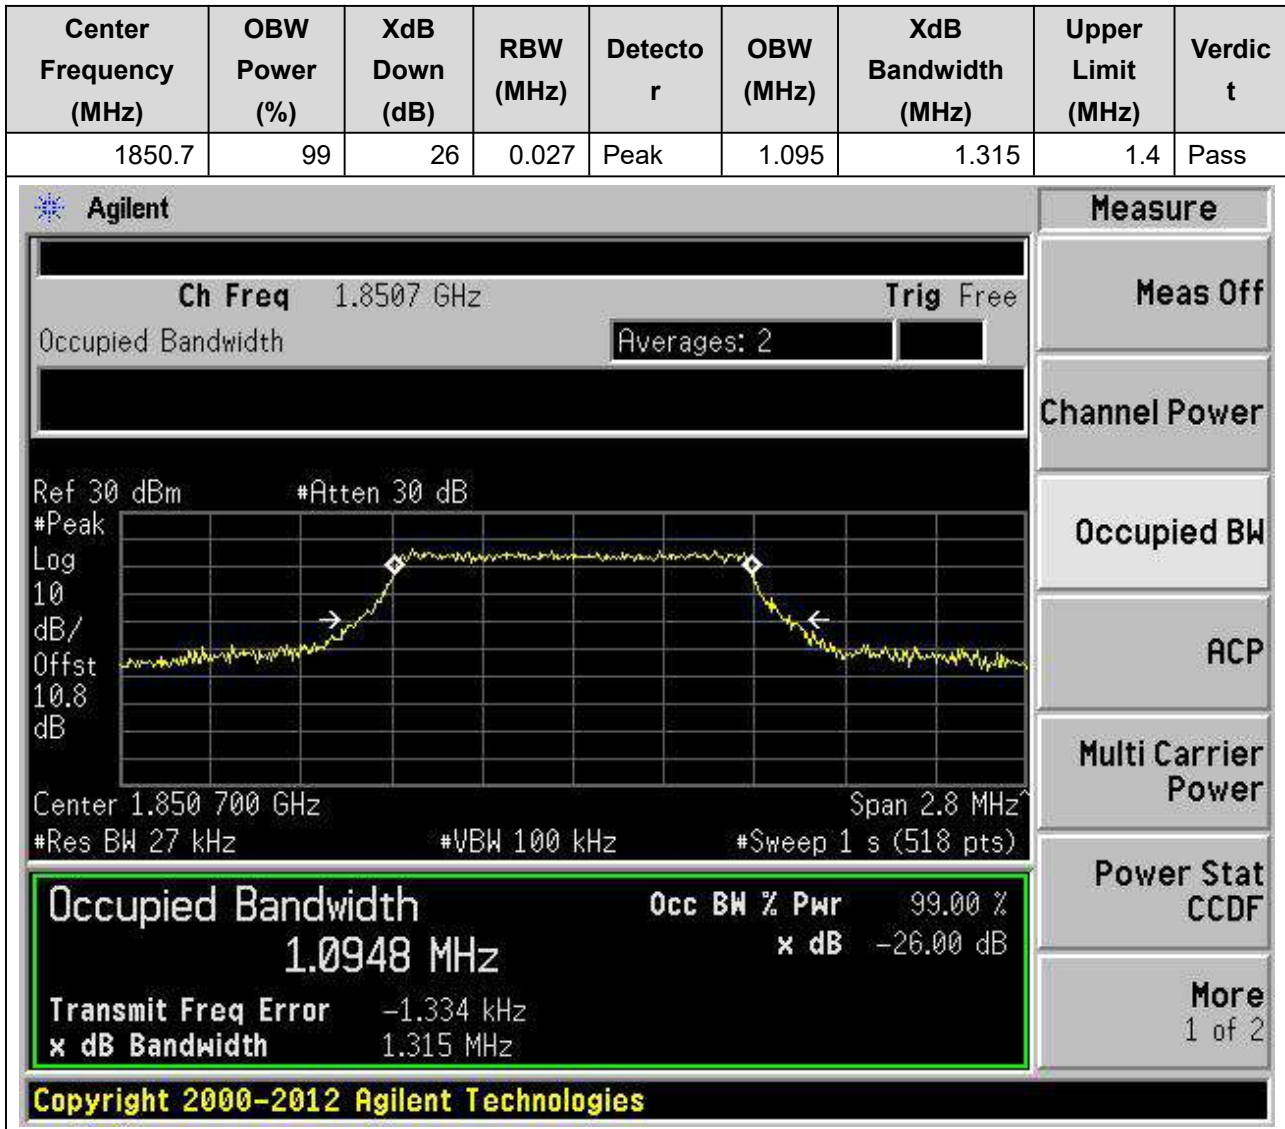 Center Frequency (MHz) OBW Power (%) XdB Down (dB) RBW (MHz) Detector OBW (MHz) XdB Bandwidth (MHz) Upper Limit (MHz) Verdict
1850.7 99 26 0.027 Peak 1.095 1.315 1.4 Pass
Agilent
Measure
Ch Freq 1.8507 GHz Trig Free
Meas Off
Occupied Bandwidth Averages: 2
Channel Power
Ref 30 dBm #Atten 30 dB
#Peak
Log
10
dB/
Offst
10.8
dB
Occupied BW
ACP
Multi Carrier
Power
Center 1.850 700 GHz Span 2.8 MHz^
#Res BW 27 kHz #VBW 100 kHz #Sweep 1 s (518 pts)
Power Stat
CCDF
Occupied Bandwidth Occ BW % Pwr 99.00 %
1.0948 MHz x dB -26.00 dB
Transmit Freq Error -1.334 kHz
x dB Bandwidth 1.315 MHz
More
1 of 2
Copyright 2000-2012 Agilent Technologies